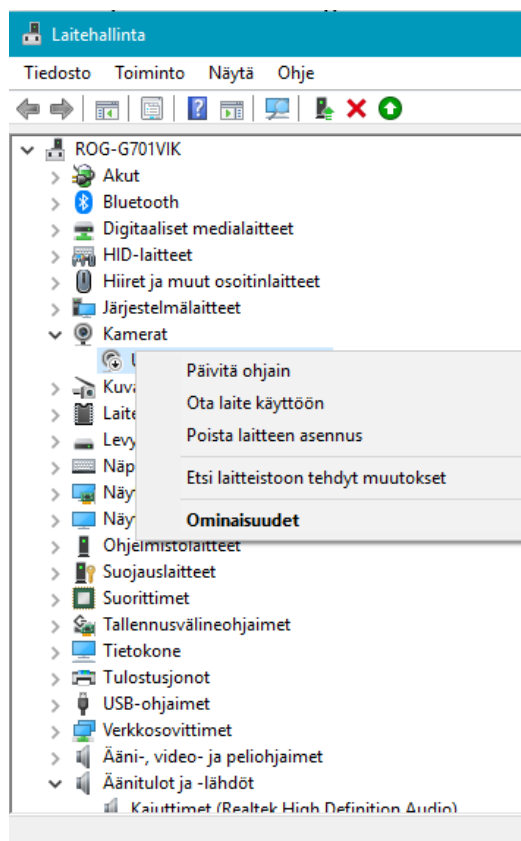 Laitehallinta
Tiedosto Toiminto Näytä Ohje
ROG-G701VIK
Akut
Bluetooth
Digitaaliset medialaitteet
HID-laitteet
Hiiret ja muut osoitinlaitteet
Järjestelmälaitteet
Kamerat
Päivitä ohjain
Ota laite käyttöön
Poista laitteen asennus
Etsi laitteistoon tehdyt muutokset
Ominaisuudet
Ohjelmistolaitteet
Suojauslaitteet
Suorittimet
Tallennusvälineohjaimet
Tietokone
Tulostusjonot
USB-ohjaimet
Verkkosovittimet
Ääni-, video- ja peliohjaimet
Äänitulot ja -lähdöt
Kaiuttimet (Realtek High Definition Audio)